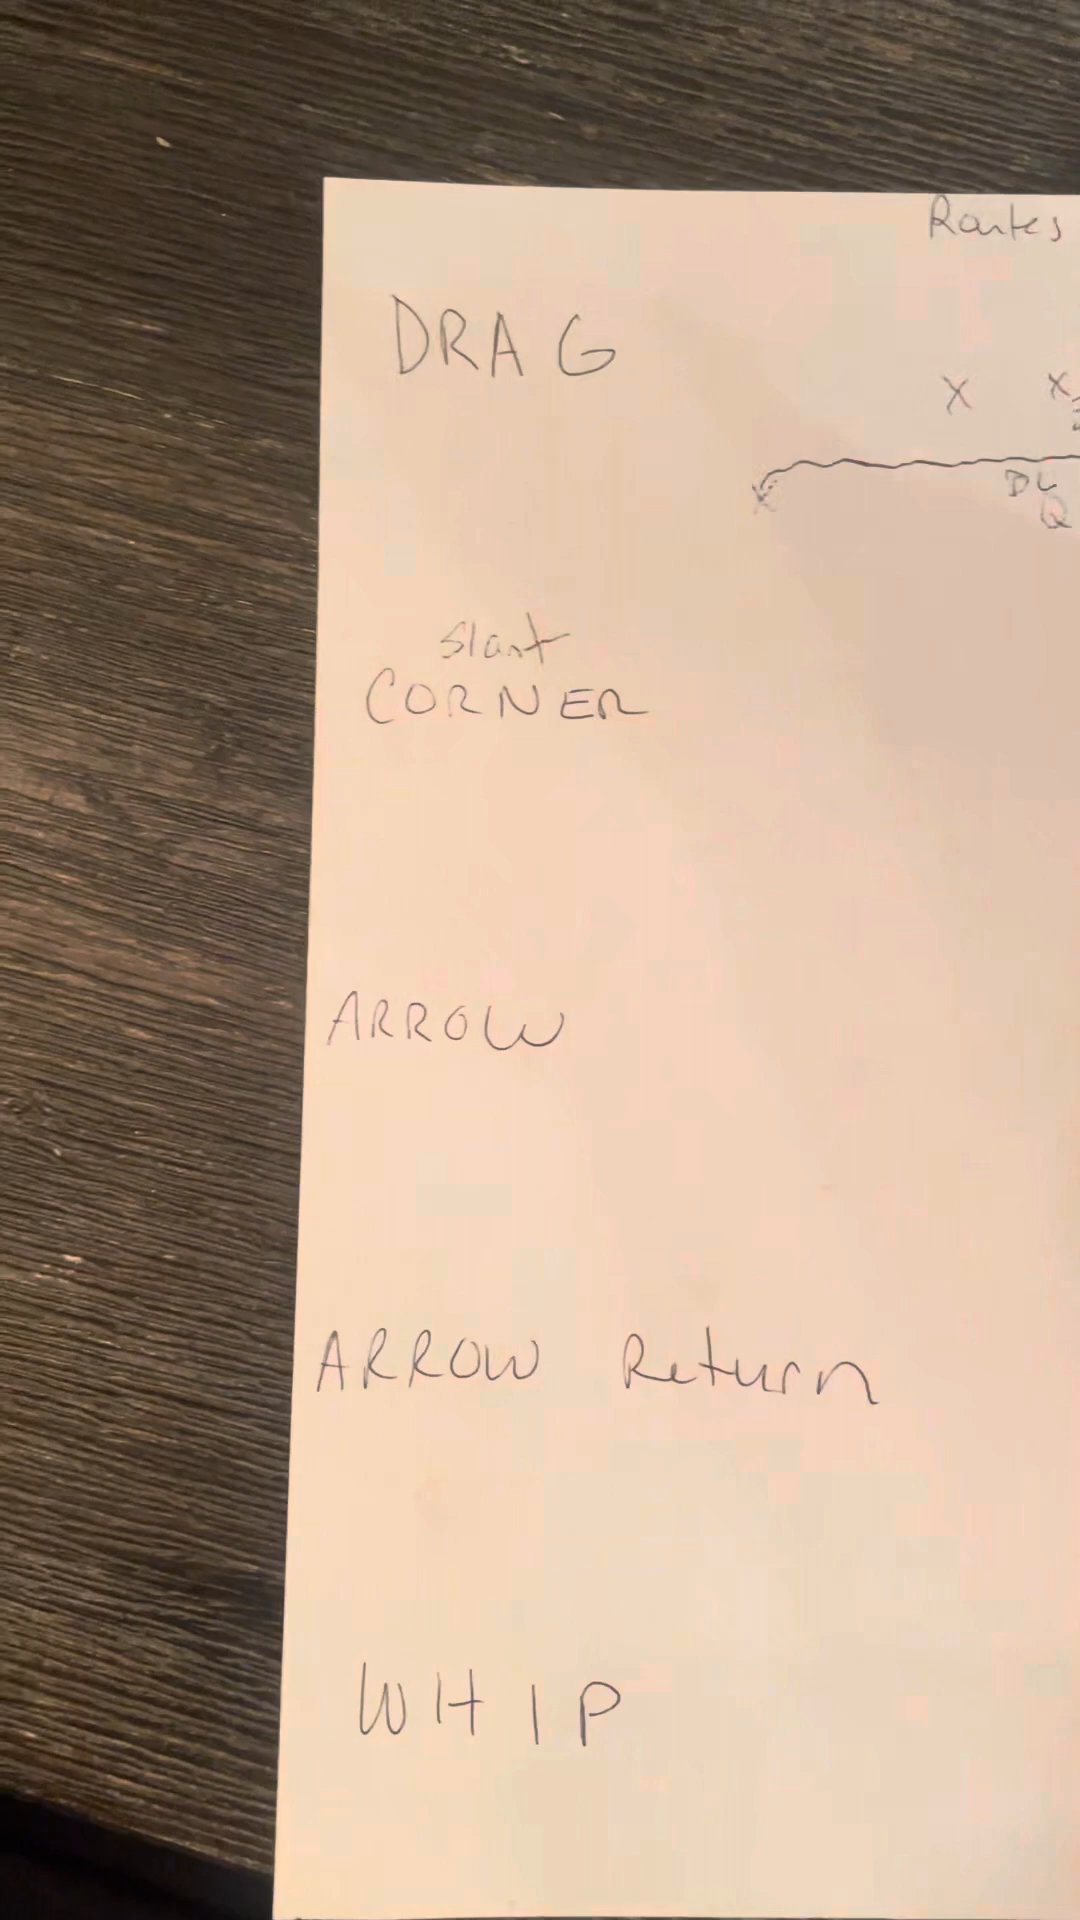 Routes
DRAG
X X
X
DL
Q
Slant
CORNER
ARROW
ARROW Return
WHIP